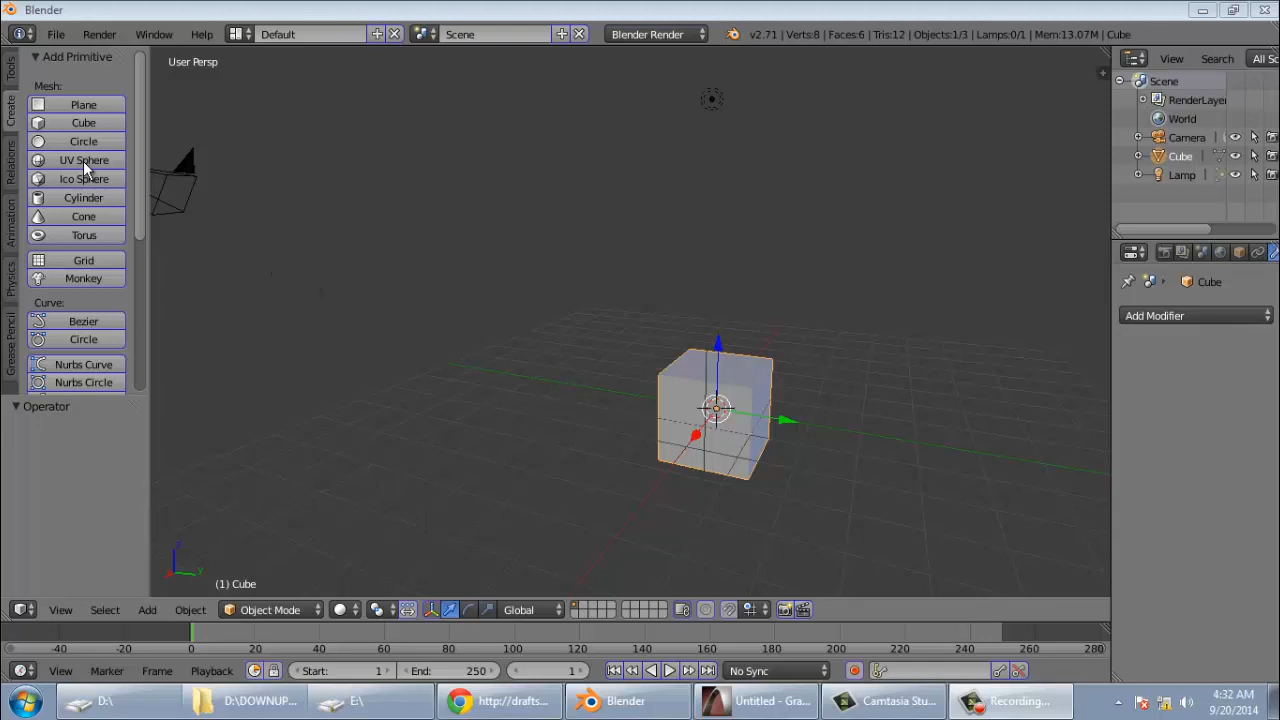 Blender
File Render Window Help Default Scene Blender Render v2.71 | Verts:8 | Faces:6 | Tris:12 | Objects:1/3 | Lamps:0/1 | Mem:13.07M | Cube
Tools
Create
Relations
Animation
Physics
Grease Pencil
Add Primitive
Mesh:
Plane
Cube
Circle
UV Sphere
Ico Sphere
Cylinder
Cone
Torus
Grid
Monkey
Curve:
Bezier
Circle
Nurbs Curve
Nurbs Circle
Operator
User Persp
z
y
(1) Cube
View Search All Sc
Scene
RenderLayer
World
Camera
Cube
Lamp
Cube
Add Modifier
View Select Add Object Object Mode Global
-40 -20 0 20 40 60 80 100 120 140 160 180 200 220 240 260 280
View Marker Frame Playback Start: 1 End: 250 1 No Sync
D:\ D:\DOWNUP... E:\ http://drafts... Blender Untitled - Gra... Camtasia Stu... Recording...
4:32 AM
9/20/2014